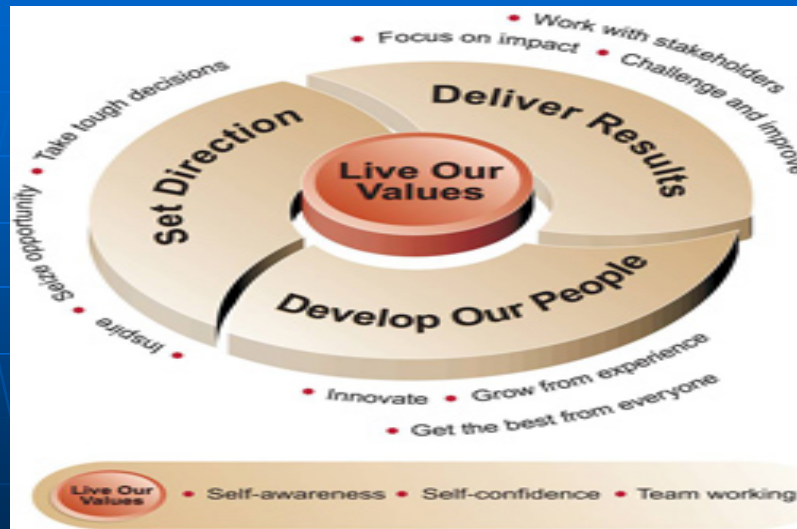 • Work with stakeholders
• Focus on impact • Challenge and improve
• Take tough decisions
Seize opportunity
• Inspire •
Set Direction
Deliver Results
Live Our
Values
Develop Our People
• Innovate • Grow from experience
• Get the best from everyone
Live Our
Values
• Self-awareness • Self-confidence • Team working